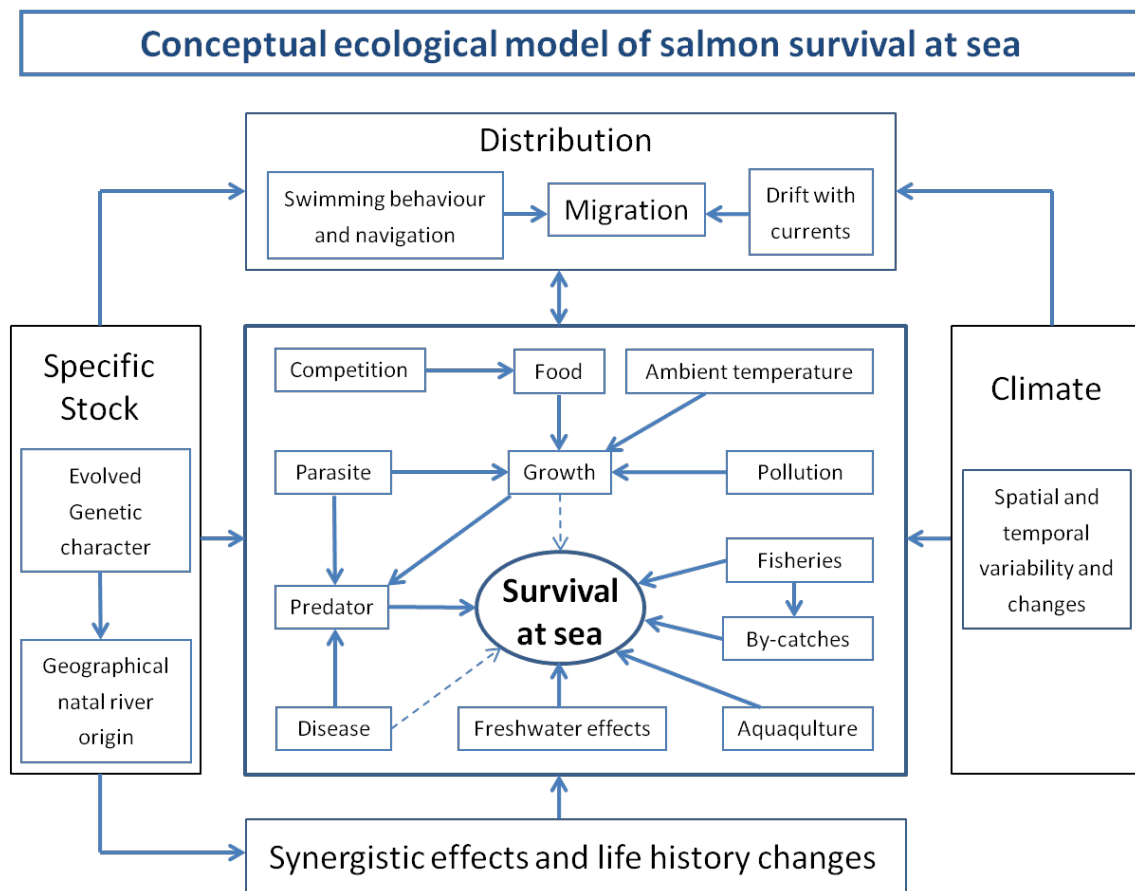 Conceptual ecological model of salmon survival at sea
Distribution
Swimming behaviour
and navigation
Migration
Drift with
currents
Specific
Stock
Evolved
Genetic
character
Geographical
natal river
origin
Competition
Food
Ambient temperature
Parasite
Growth
Pollution
Predator
Survival
at sea
Fisheries
By-catches
Disease
Freshwater effects
Aquaqulture
Climate
Spatial and
temporal
variability and
changes
Synergistic effects and life history changes